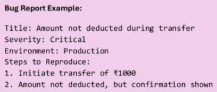 Bug Report Example:
Title: Amount not deducted during transfer
Severity: Critical
Environment: Production
Steps to Reproduce:
1. Initiate transfer of ₹1000
2. Amount not deducted, but confirmation shown